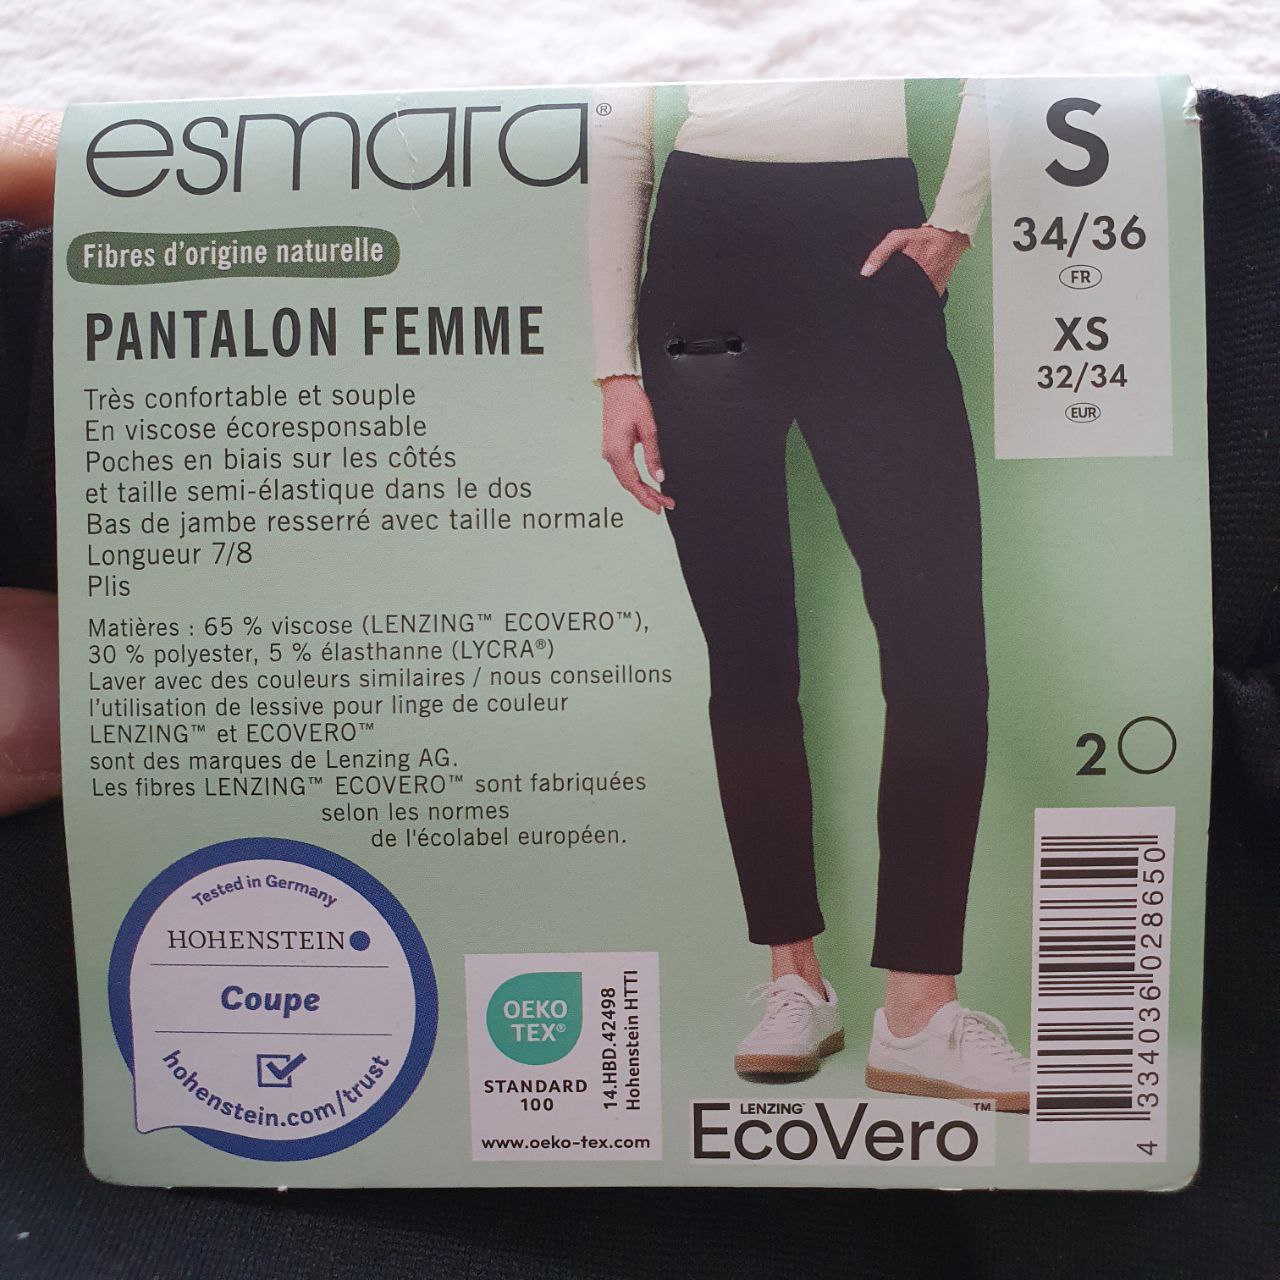 esmara®
Fibres d'origine naturelle
PANTALON FEMME
Très confortable et souple
En viscose écoresponsable
Poches en biais sur les côtés
et taille semi-élastique dans le dos
Bas de jambe resserré avec taille normale
Longueur 7/8
Plis
Matières : 65 % viscose (LENZING™ ECOVERO™),
30 % polyester, 5 % élasthanne (LYCRA®)
Laver avec des couleurs similaires / nous conseillons
l'utilisation de lessive pour linge de couleur
LENZING™ et ECOVERO™
sont des marques de Lenzing AG.
Les fibres LENZING™ ECOVERO™ sont fabriquées
selon les normes
de l'écolabel européen.
S
34/36
FR
XS
32/34
EUR
2
Tested in Germany
HOHENSTEIN
Coupe
hohenstein.com/trust
OEKO
TEX®
STANDARD
100
14.HBD.42498
Hohenstein HTTI
www.oeko-tex.com
LENZING™
EcoVero™
4 334036 028650